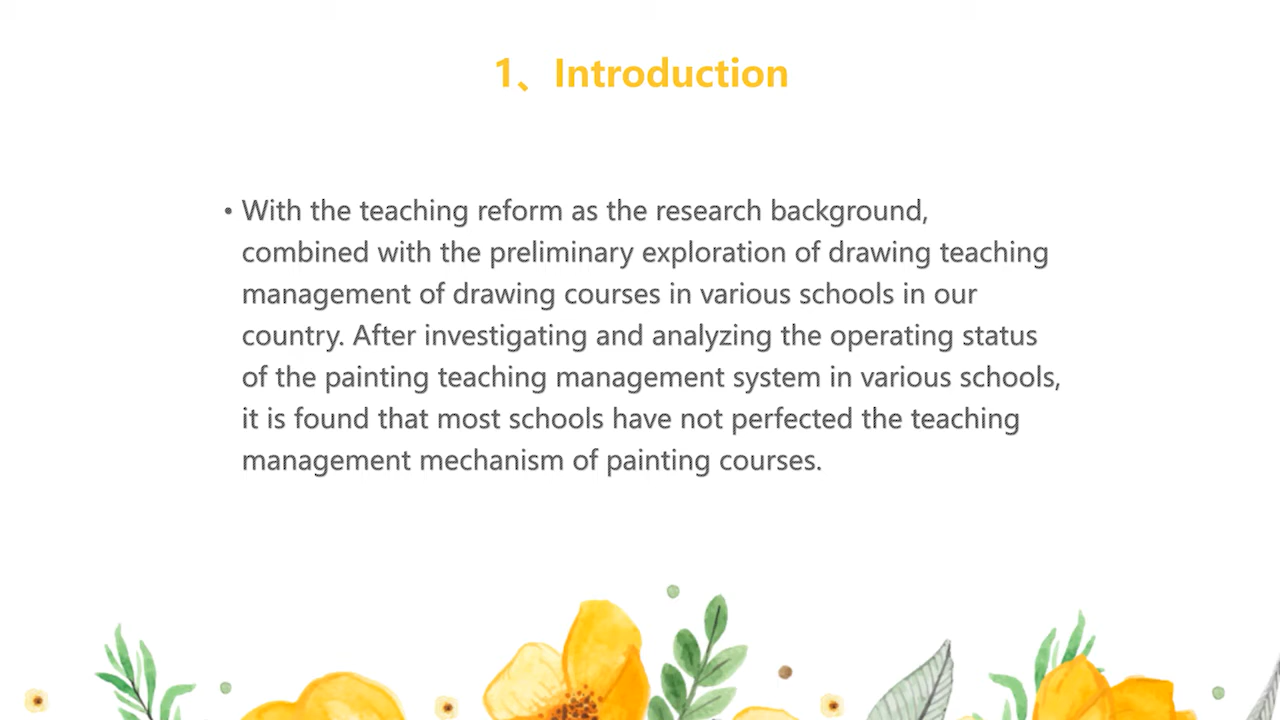 1、Introduction
• With the teaching reform as the research background,
combined with the preliminary exploration of drawing teaching
management of drawing courses in various schools in our
country. After investigating and analyzing the operating status
of the painting teaching management system in various schools,
it is found that most schools have not perfected the teaching
management mechanism of painting courses.